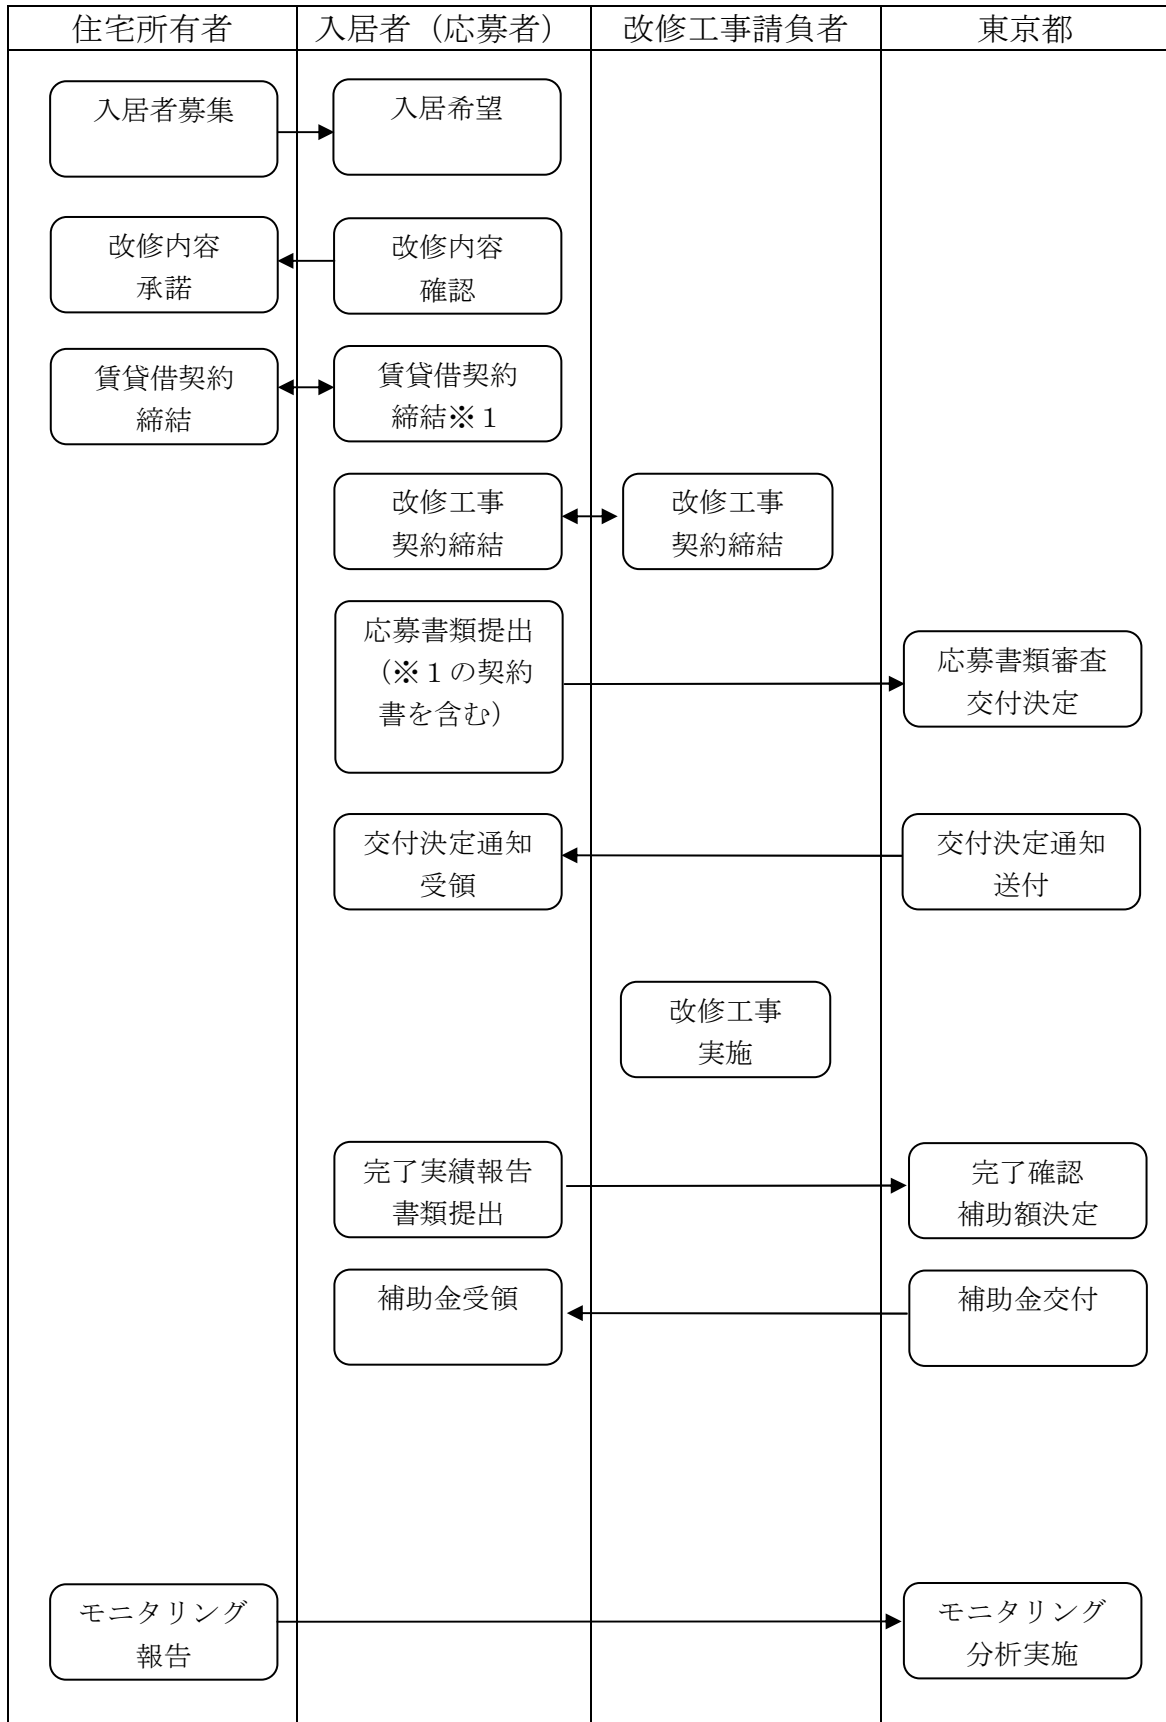 住宅所有者
入居者（応募者）
改修工事請負者
東京都
入居者募集
入居希望
改修内容
承諾
改修内容
確認
賃貸借契約
締結
賃貸借契約
締結※１
改修工事
契約締結
改修工事
契約締結
応募書類提出
（※１の契約
書を含む）
応募書類審査
交付決定
交付決定通知
受領
交付決定通知
送付
改修工事
実施
完了実績報告
書類提出
完了確認
補助額決定
補助金受領
補助金交付
モニタリング
報告
モニタリング
分析実施